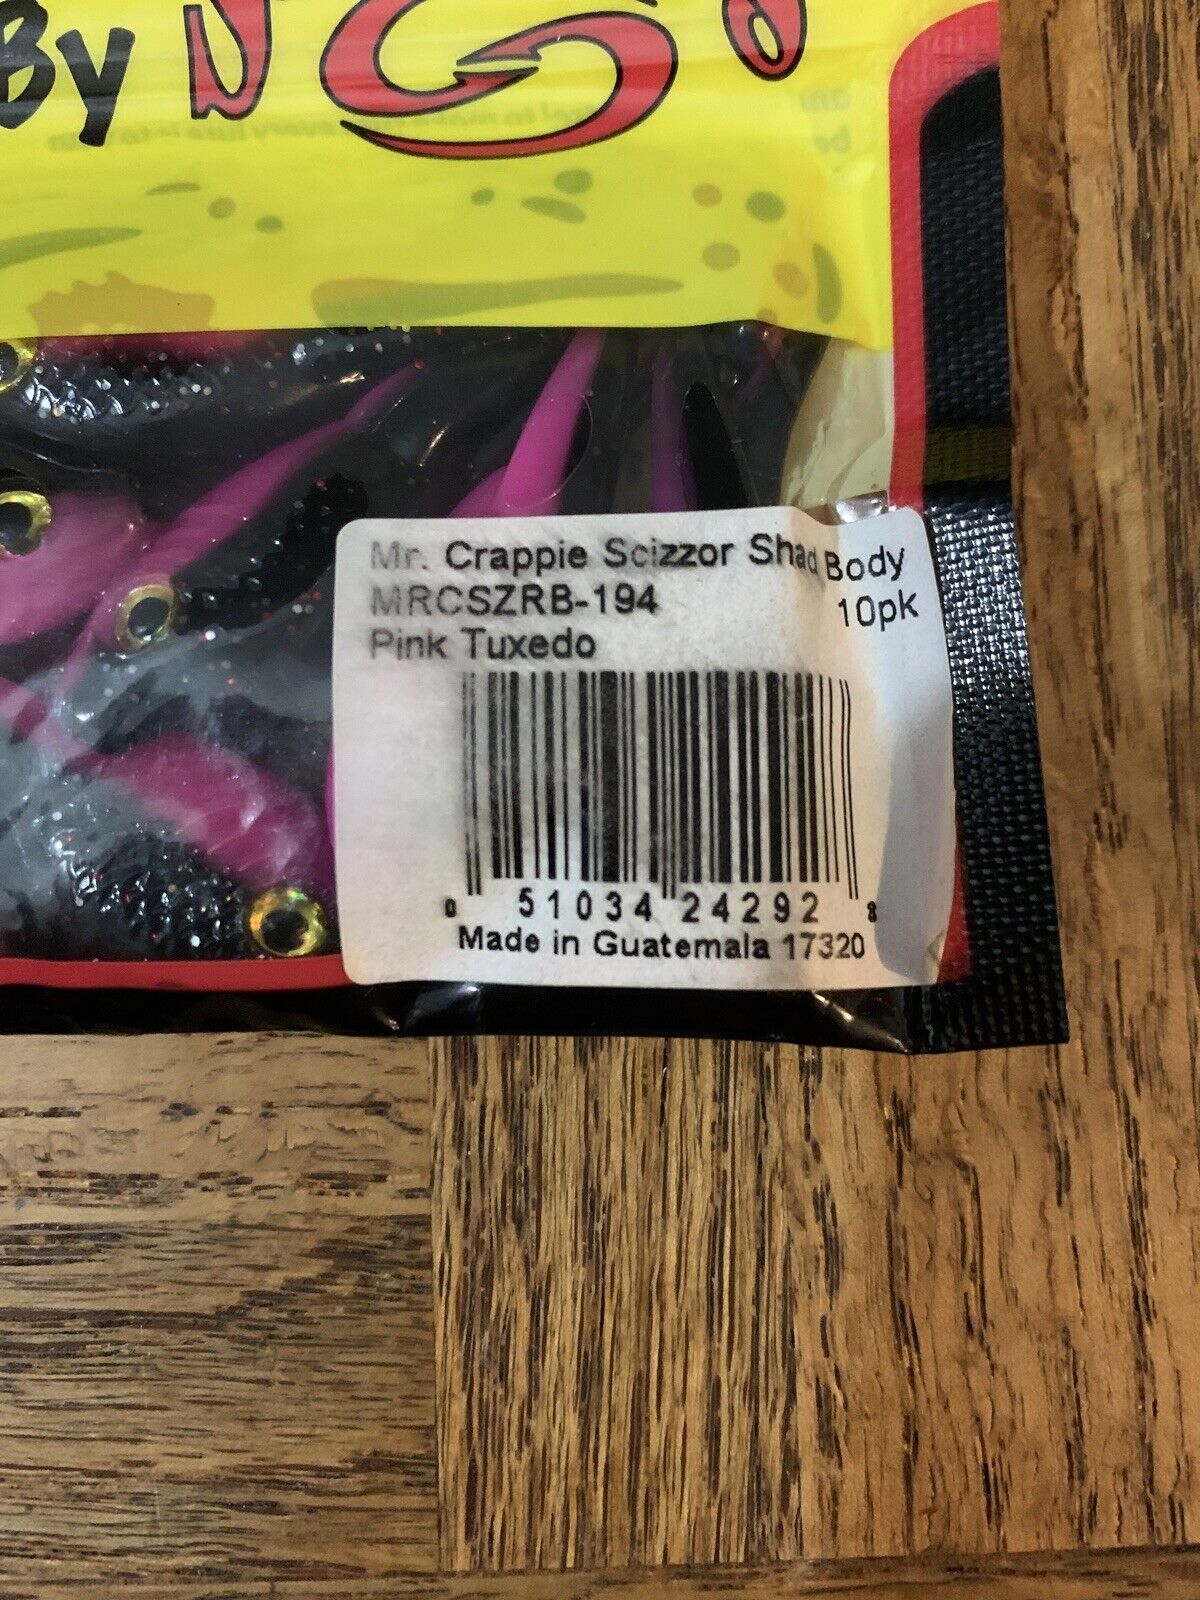 By
Mr. Crappie Scizzor Shad Body
MRCSZRB-194 10pk
Pink Tuxedo
0 51034 24292 8
Made in Guatemala 17320